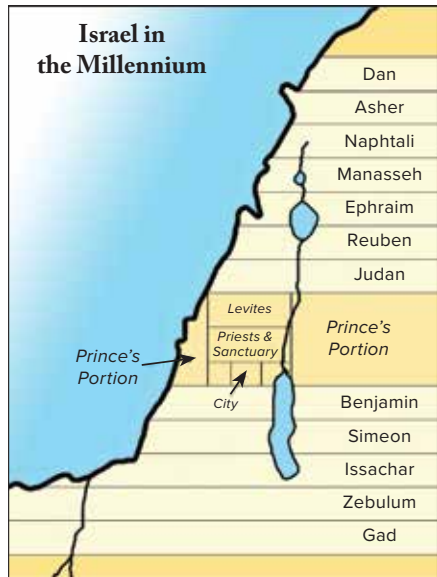 Israel in
the Millennium
Dan
Asher
Naphtali
Manasseh
Ephraim
Reuben
Judan
Levites
Priests &
Sanctuary
Prince's
Portion
Prince's
Portion
City
Benjamin
Simeon
Issachar
Zebulum
Gad